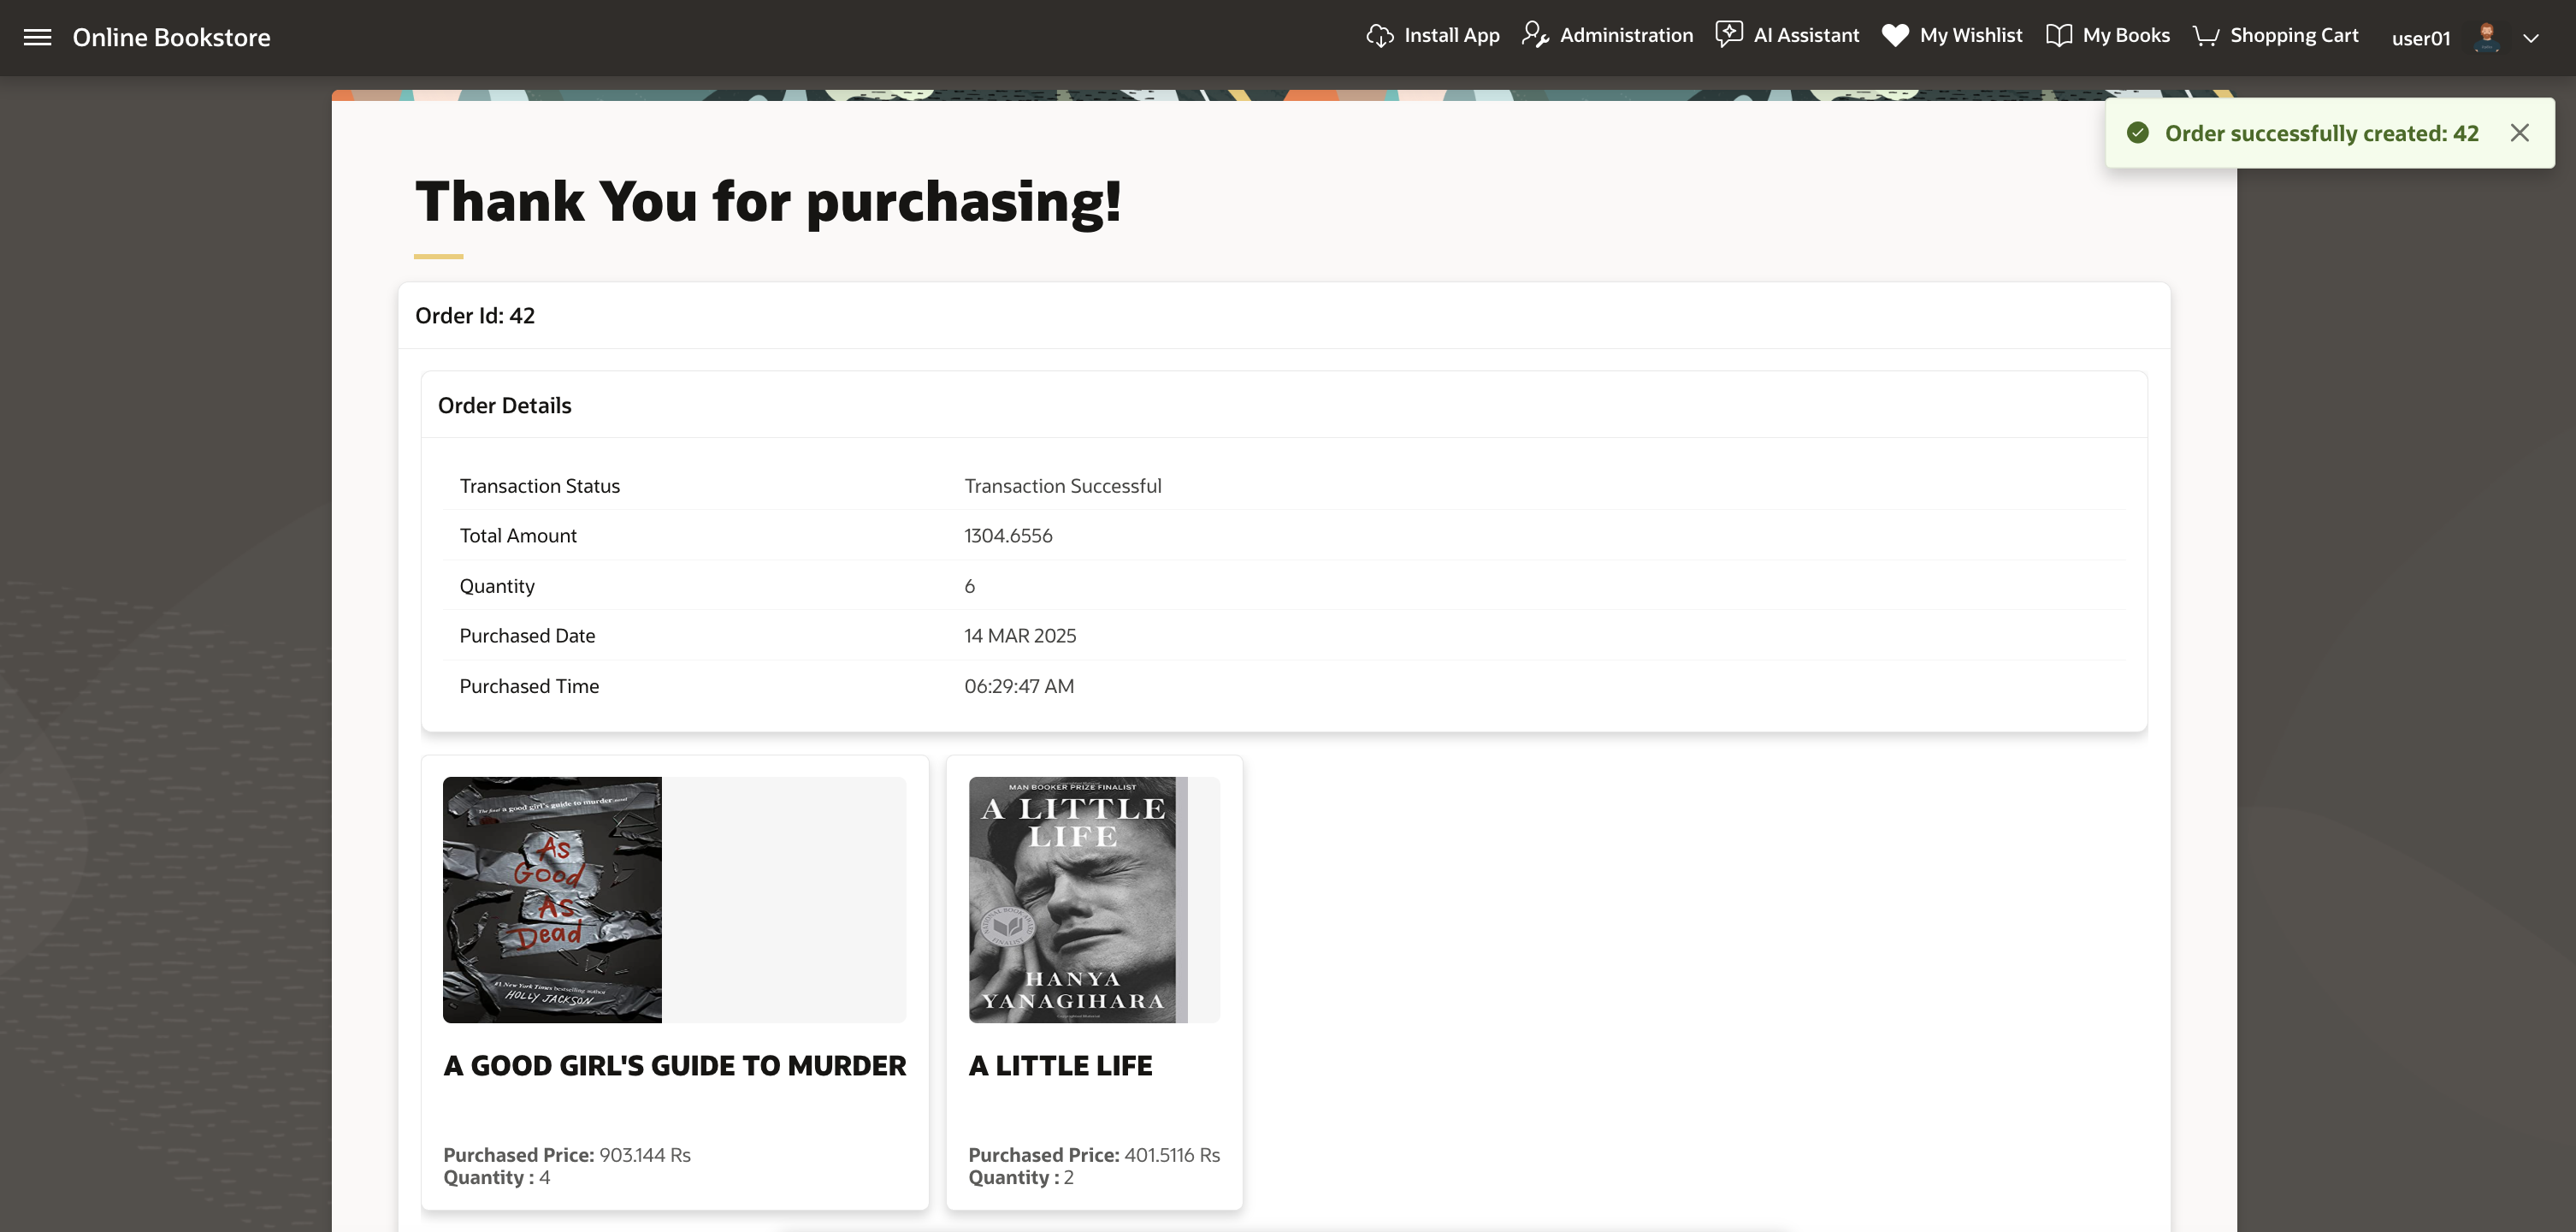 Online Bookstore
Install App
Administration
AI Assistant
My Wishlist
My Books
Shopping Cart
user01
Order successfully created: 42
Thank You for purchasing!
Order Id: 42
Order Details
Transaction Status Transaction Successful
Total Amount 1304.6556
Quantity 6
Purchased Date 14 MAR 2025
Purchased Time 06:29:47 AM
The final a good girl's guide to murder novel
As
Good
As
Dead
#1 New York Times bestselling author
HOLLY JACKSON
A GOOD GIRL'S GUIDE TO MURDER
Purchased Price: 903.144 Rs
Quantity : 4
MAN BOOKER PRIZE FINALIST
A LITTLE
LIFE
NATIONAL BOOK AWARD
FINALIST
HANYA
YANAGIHARA
A LITTLE LIFE
Purchased Price: 401.5116 Rs
Quantity : 2